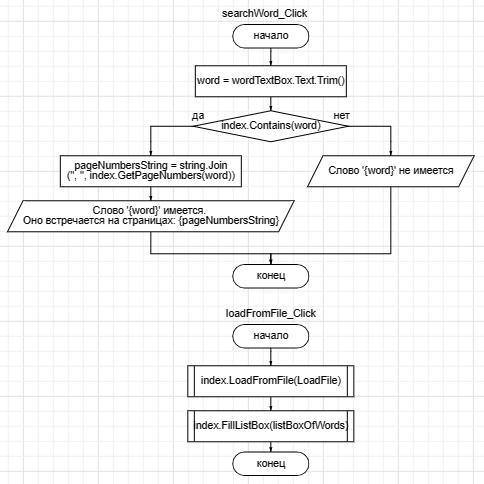 searchWord_Click
начало
word = wordTextBox.Text.Trim()
да
нет
index.Contains(word)
pageNumbersString = string.Join
(", ", index.GetPageNumbers(word))
Слово '{word}' не имеется
Слово '{word}' имеется.
Оно встречается на страницах: {pageNumbersString}
конец
loadFromFile_Click
начало
index.LoadFromFile(LoadFile)
index.FillListBox(listBoxOfWords)
конец